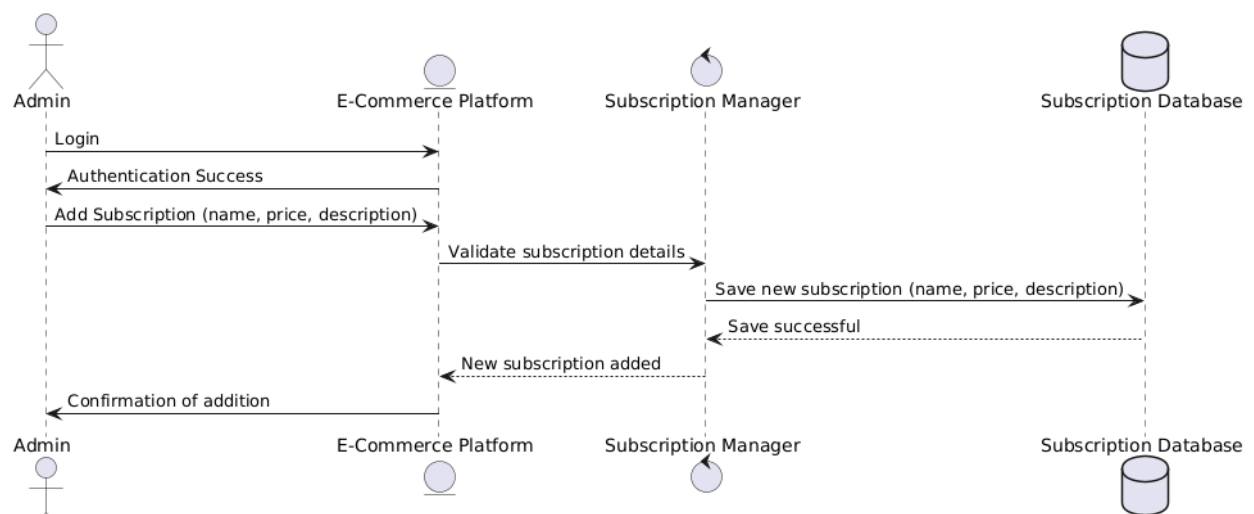 Admin
E-Commerce Platform
Subscription Manager
Subscription Database
Login
Authentication Success
Add Subscription (name, price, description)
Validate subscription details
Save new subscription (name, price, description)
Save successful
New subscription added
Confirmation of addition
Admin
E-Commerce Platform
Subscription Manager
Subscription Database